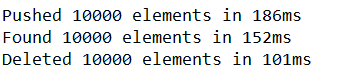 Pushed 10000 elements in 186ms
Found 10000 elements in 152ms
Deleted 10000 elements in 101ms